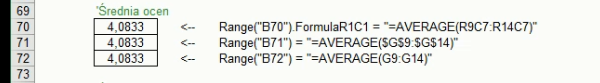 69 'Średnia ocen
70 4,0833 <-- Range("B70").FormulaR1C1 = "=AVERAGE(R9C7:R14C7)"
71 4,0833 <-- Range("B71") = "=AVERAGE($G$9:$G$14)"
72 4,0833 <-- Range("B72") = "=AVERAGE(G9:G14)"
73